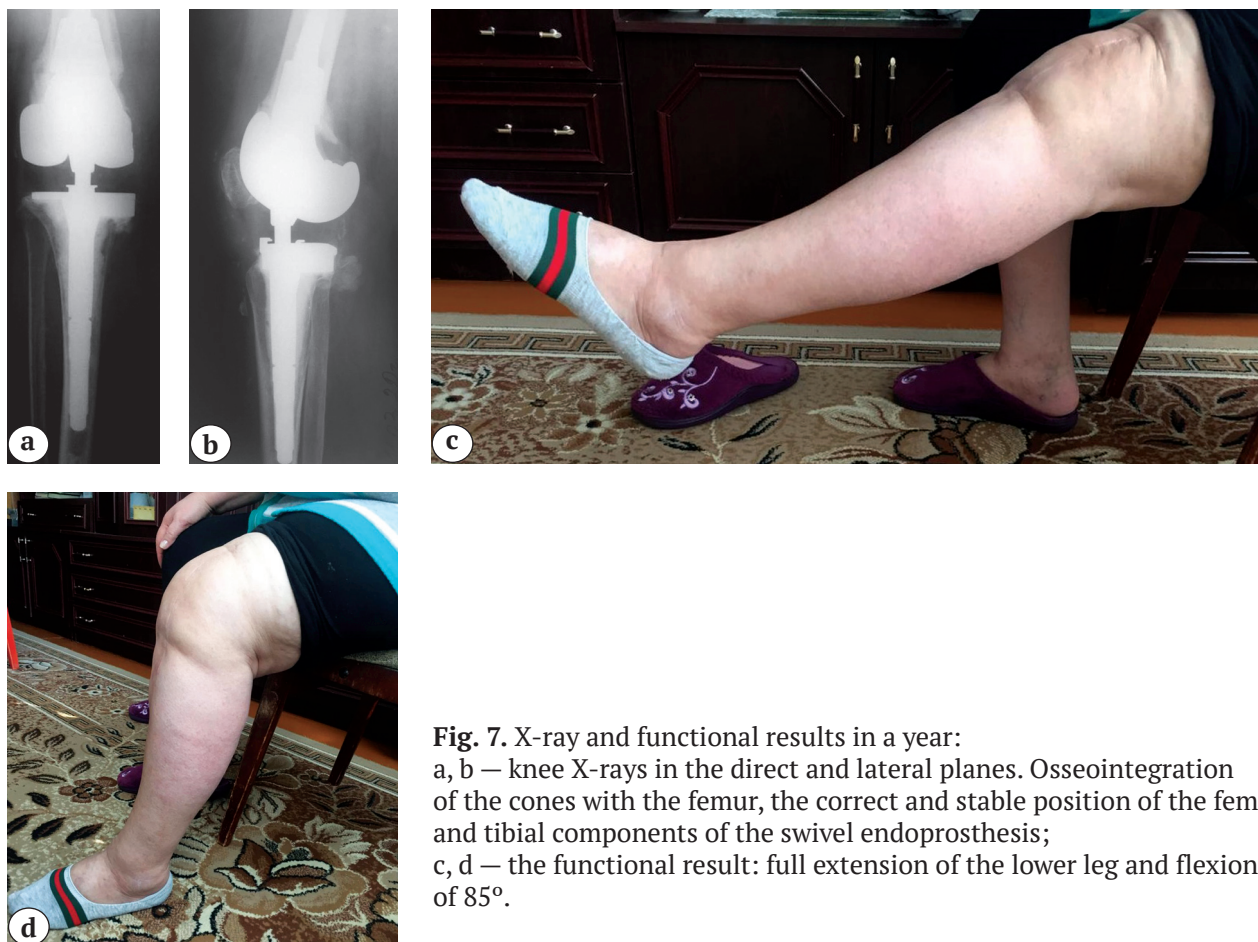 a
b
c
d
Fig. 7. X-ray and functional results in a year:
a, b — knee X-rays in the direct and lateral planes. Osseointegration
of the cones with the femur, the correct and stable position of the fem
and tibial components of the swivel endoprosthesis;
c, d — the functional result: full extension of the lower leg and flexion
of 85º.